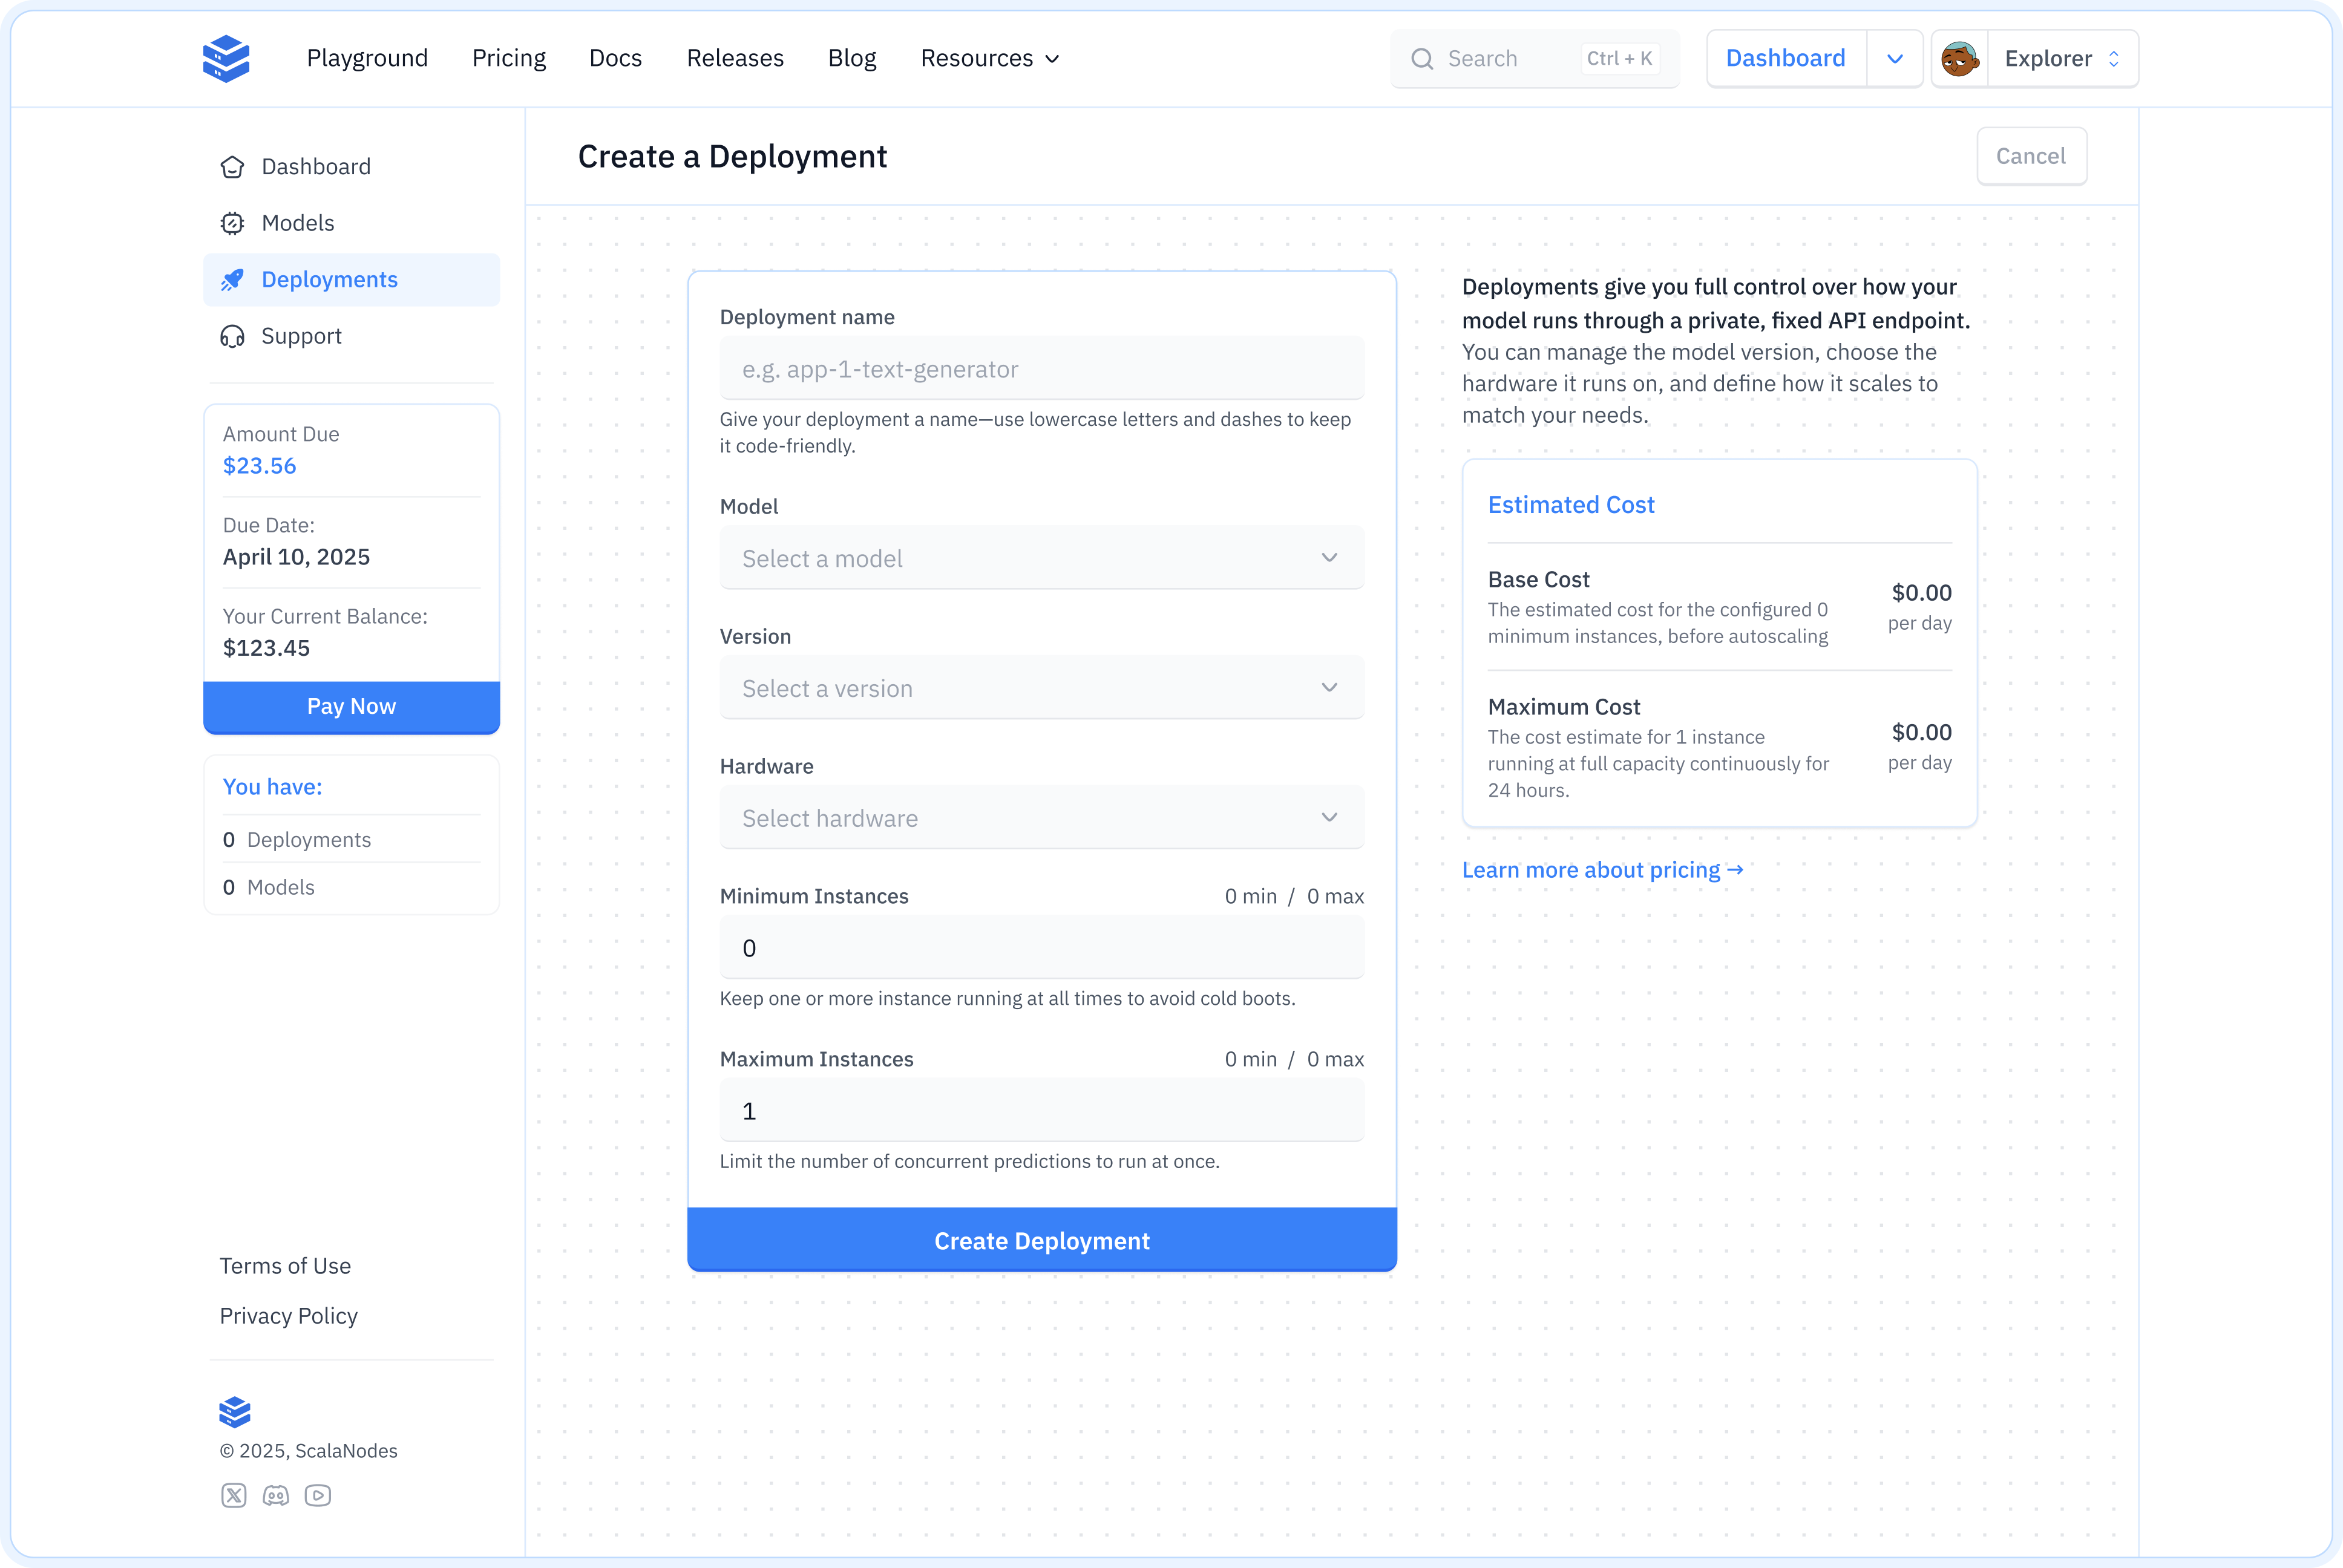 Playground
Pricing
Docs
Releases
Blog
Resources
Search
Ctrl + K
Dashboard
Explorer
Dashboard
Models
Deployments
Support
Amount Due
$23.56
Due Date:
April 10, 2025
Your Current Balance:
$123.45
Pay Now
You have:
0 Deployments
0 Models
Terms of Use
Privacy Policy
© 2025, ScalaNodes
Create a Deployment
Cancel
Deployment name
e.g. app-1-text-generator
Give your deployment a name—use lowercase letters and dashes to keep
it code-friendly.
Model
Select a model
Version
Select a version
Hardware
Select hardware
Minimum Instances
0 min / 0 max
0
Keep one or more instance running at all times to avoid cold boots.
Maximum Instances
0 min / 0 max
1
Limit the number of concurrent predictions to run at once.
Create Deployment
Deployments give you full control over how your
model runs through a private, fixed API endpoint.
You can manage the model version, choose the
hardware it runs on, and define how it scales to
match your needs.
Estimated Cost
Base Cost
The estimated cost for the configured 0
minimum instances, before autoscaling
$0.00
per day
Maximum Cost
The cost estimate for 1 instance
running at full capacity continuously for
24 hours.
$0.00
per day
Learn more about pricing →